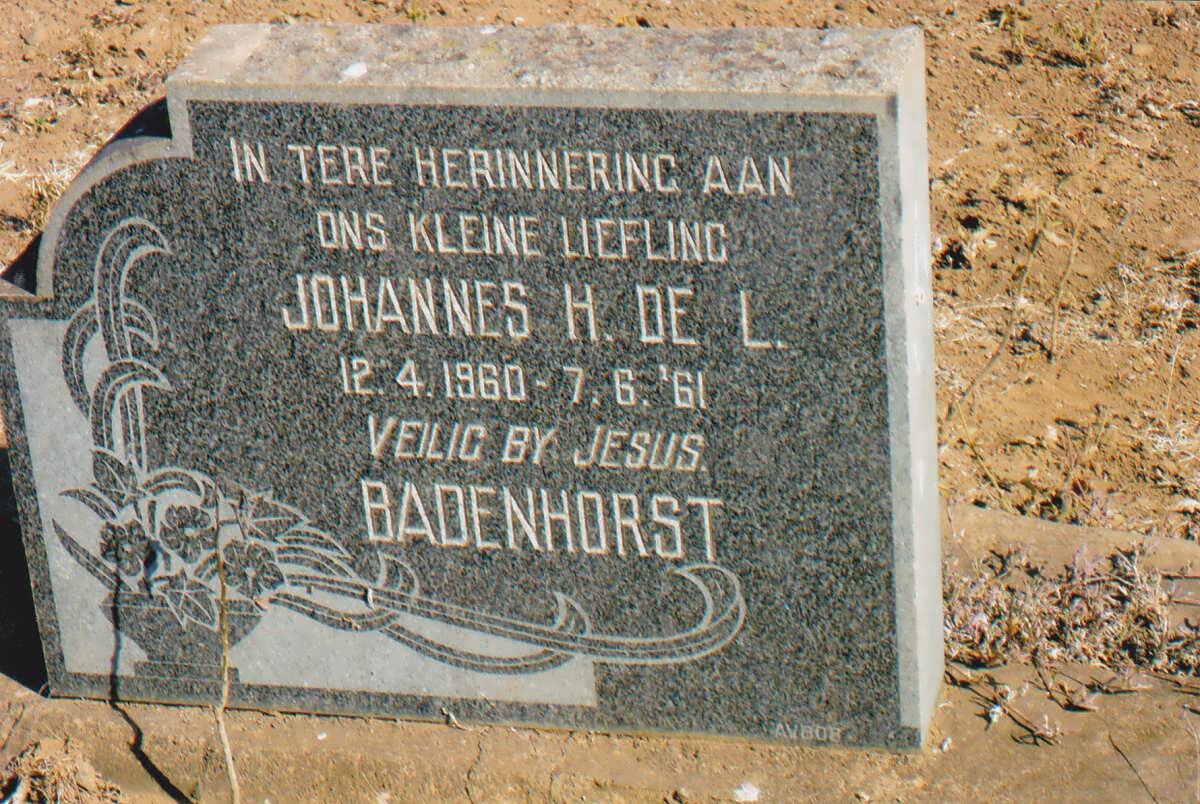 IN TERE HERINNERING AAN
ONS KLEINE LIEFLING
JOHANNES H. DE L.
12.4.1960 - 7.6.'61
VEILIG BY JESUS.
BADENHORST
AVBOB